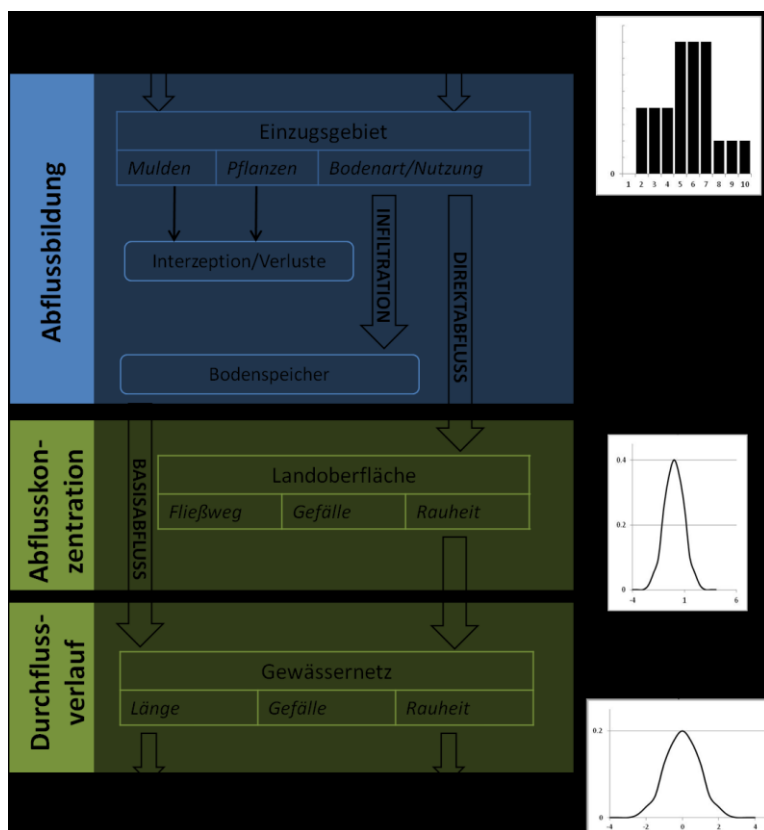 Abflussbildung
Einzugsgebiet
Mulden
Pflanzen
Bodenart/Nutzung
Interzeption/Verluste
INFILTRATION
DIREKTABFLUSS
Bodenspeicher
0
1 2 3 4 5 6 7 8 9 10
Abflusskon-
zentration
BASISABFLUSS
Landoberfläche
Fließweg
Gefälle
Rauheit
0.4
0.2
0
-4 1 6
Durchfluss-
verlauf
Gewässernetz
Länge
Gefälle
Rauheit
0.2
0
-4 -2 0 2 4